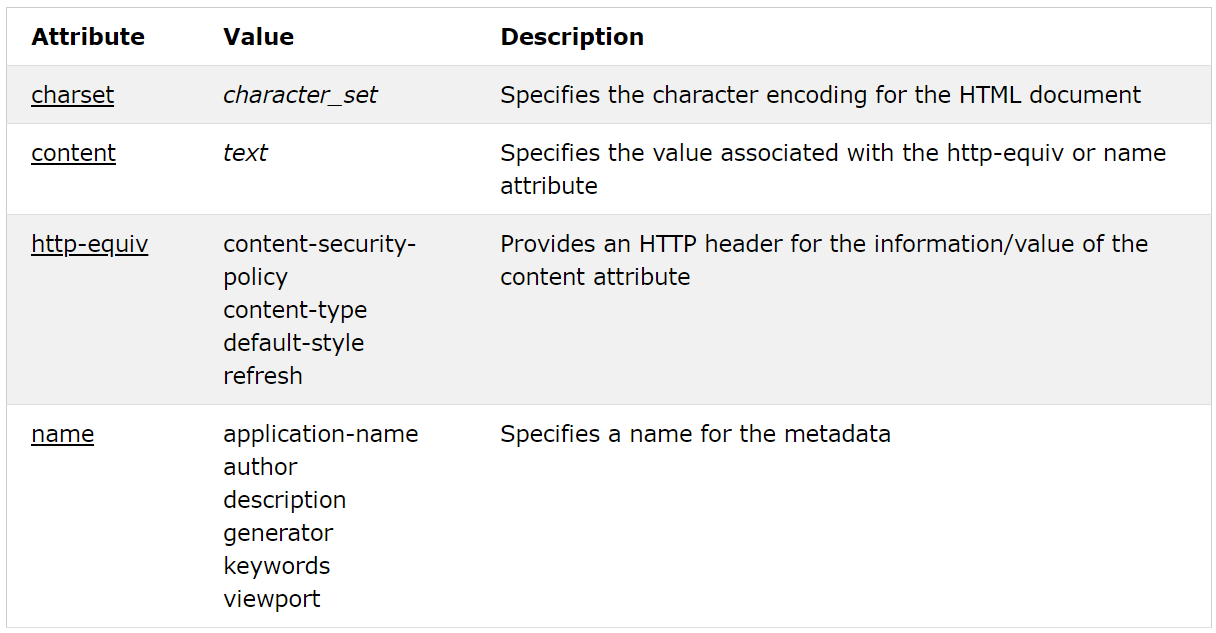 Attribute Value Description
charset character_set Specifies the character encoding for the HTML document
content text Specifies the value associated with the http-equiv or name
attribute
http-equiv content-security- Provides an HTTP header for the information/value of the
policy content attribute
content-type
default-style
refresh
name application-name Specifies a name for the metadata
author
description
generator
keywords
viewport